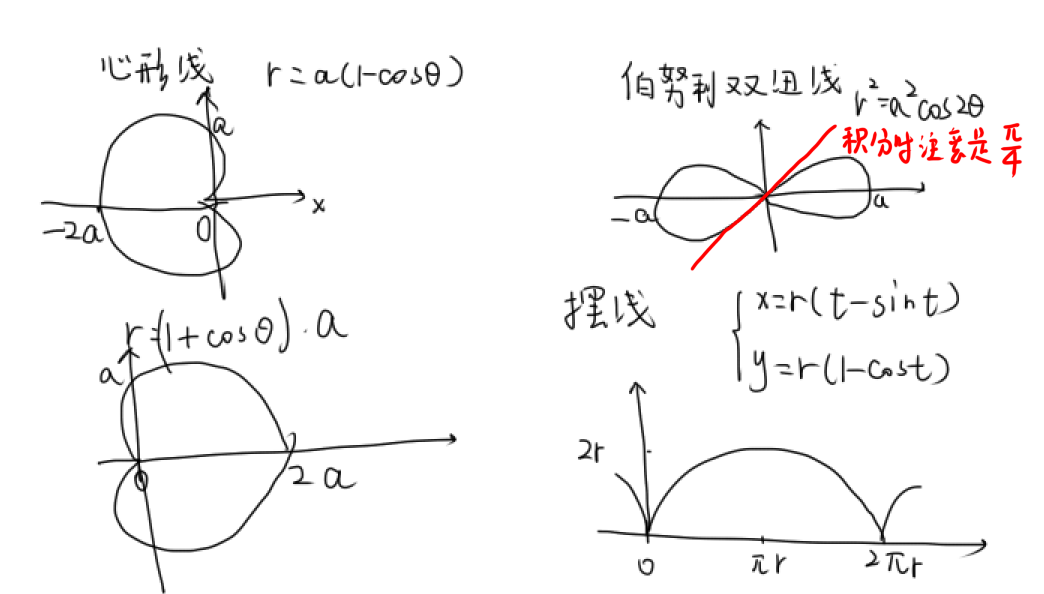 心形线 r=a(1-cosθ)
a
x
-2a 0
r=(1+cosθ).a
a
0 2a
伯努利双纽线 r²=a²cos2θ
积分时注意是π/4
-a a
摆线 { x=r(t-sint)
y=r(1-cost)
2r
0 πr 2πr